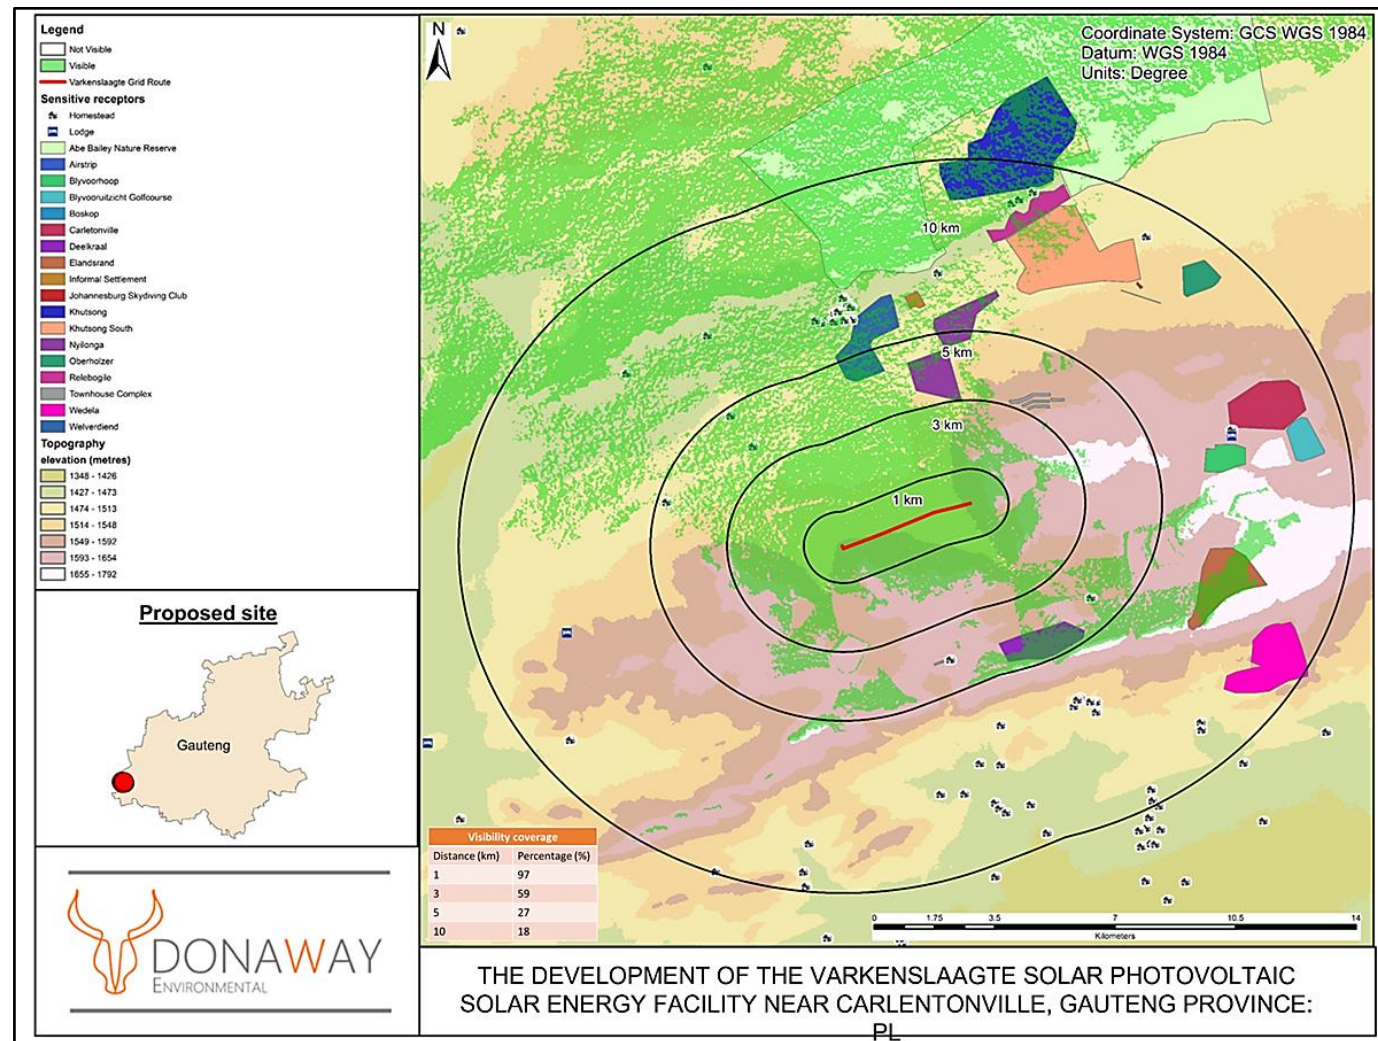 Legend
Not Visible
Visible
Varkenslaagte Grid Route
Sensitive receptors
Homestead
Lodge
Abe Bailey Nature Reserve
Airstrip
Blyvoorhoop
Blyvooruitzicht Golfcourse
Boskop
Carletonville
Deelkraal
Elandsrand
Informal Settlement
Johannesburg Skydiving Club
Khutsong
Khutsong South
Nyilonga
Oberholzer
Relebogile
Townhouse Complex
Wedela
Welverdiend
Topography
elevation (metres)
1348 - 1426
1427 - 1473
1474 - 1513
1514 - 1548
1549 - 1592
1593 - 1654
1655 - 1792
Proposed site
Gauteng
DONAWAY
ENVIRONMENTAL
N
Coordinate System: GCS WGS 1984
Datum: WGS 1984
Units: Degree
10 km
5 km
3 km
1 km
Visibility coverage
Distance (km) Percentage (%)
1 97
3 59
5 27
10 18
0 1.75 3.5 7 10.5 14
Kilometers
THE DEVELOPMENT OF THE VARKENSLAAGTE SOLAR PHOTOVOLTAIC
SOLAR ENERGY FACILITY NEAR CARLENTONVILLE, GAUTENG PROVINCE:
PL